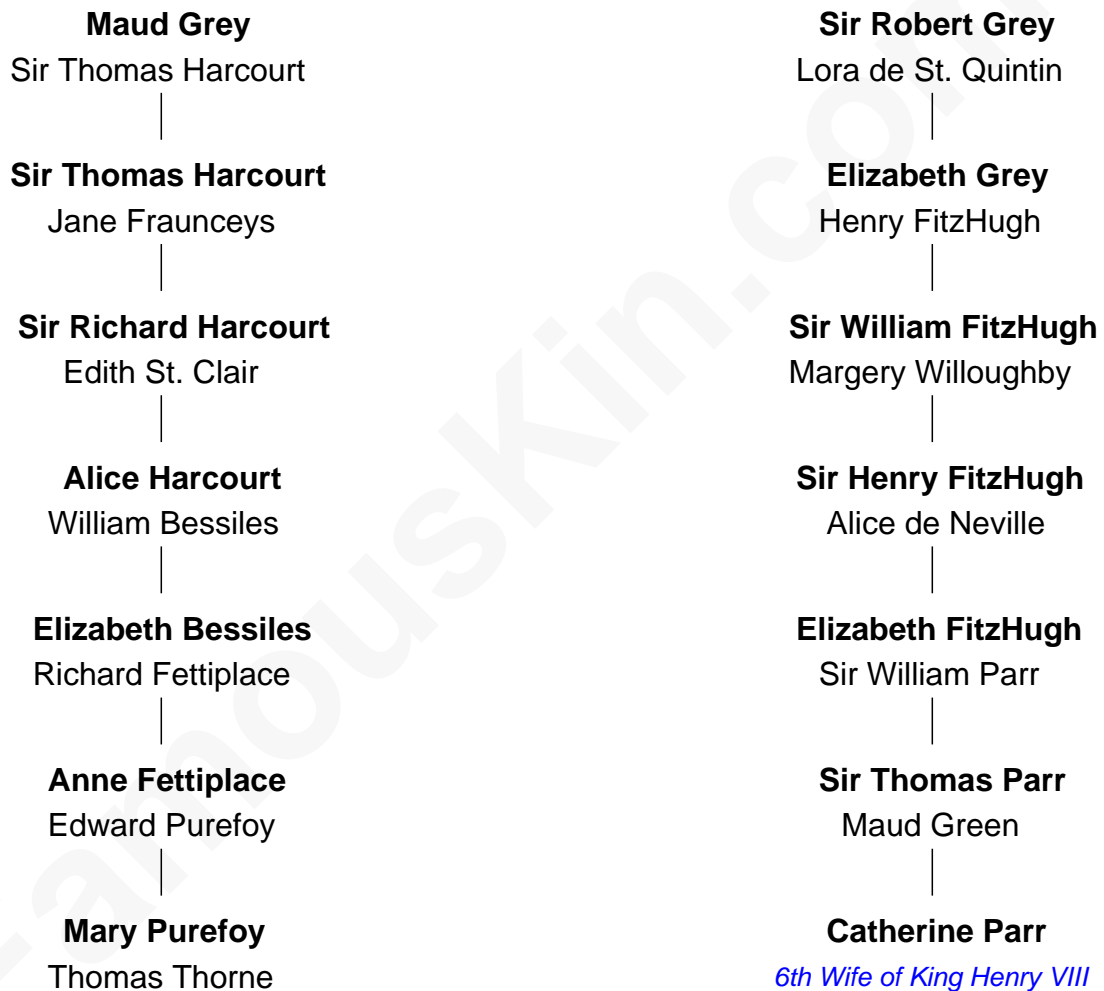 Maud Grey
Sir Thomas Harcourt
Sir Thomas Harcourt
Jane Fraunceys
Sir Richard Harcourt
Edith St. Clair
Alice Harcourt
William Bessiles
Elizabeth Bessiles
Richard Fettiplace
Anne Fettiplace
Edward Purefoy
Mary Purefoy
Thomas Thorne
Sir Robert Grey
Lora de St. Quintin
Elizabeth Grey
Henry FitzHugh
Sir William FitzHugh
Margery Willoughby
Sir Henry FitzHugh
Alice de Neville
Elizabeth FitzHugh
Sir William Parr
Sir Thomas Parr
Maud Green
Catherine Parr
6th Wife of King Henry VIII
FamousKin.com